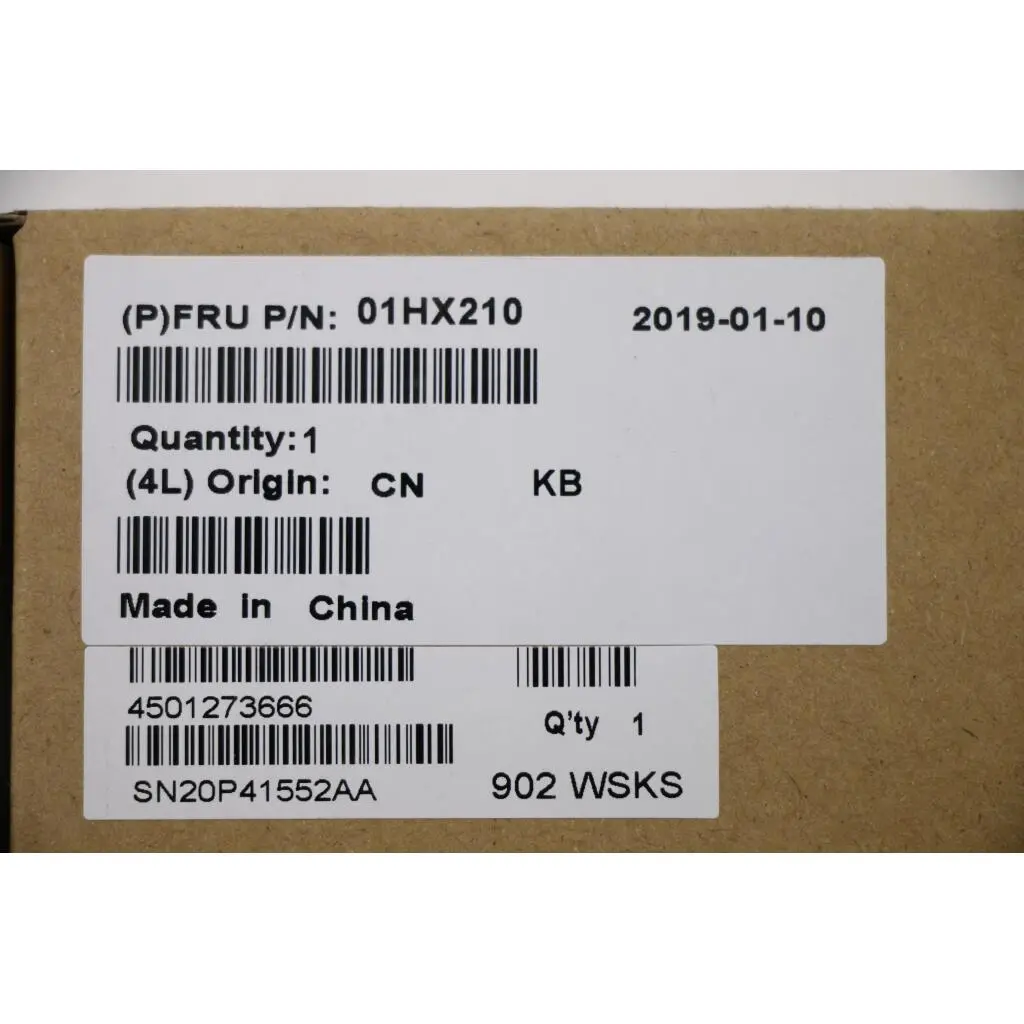 (P)FRU P/N: 01HX210 2019-01-10
Quantity: 1
(4L) Origin: CN KB
Made in China
4501273666
Q'ty 1
SN20P41552AA
902 WSKS